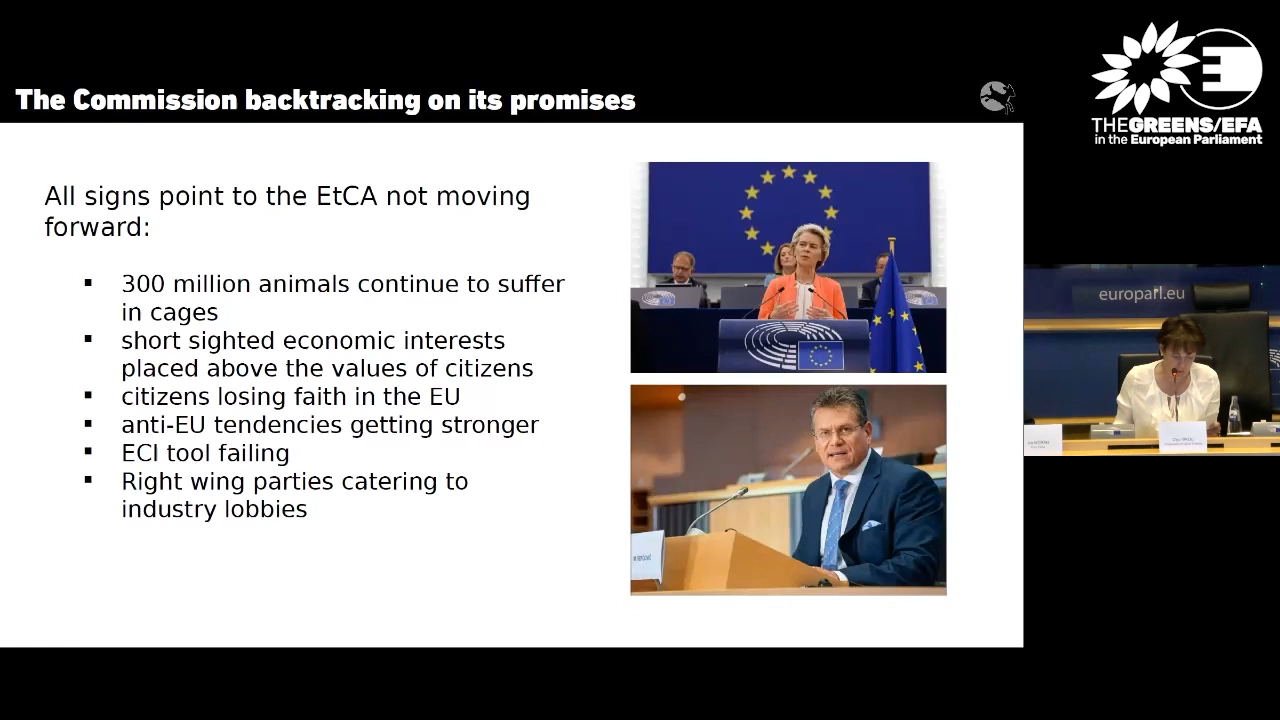 The Commission backtracking on its promises
THEGREENS/EFA
in the European Parliament
All signs point to the EtCA not moving
forward:
300 million animals continue to suffer
in cages
short sighted economic interests
placed above the values of citizens
citizens losing faith in the EU
anti-EU tendencies getting stronger
ECI tool failing
Right wing parties catering to
industry lobbies
europarl.eu